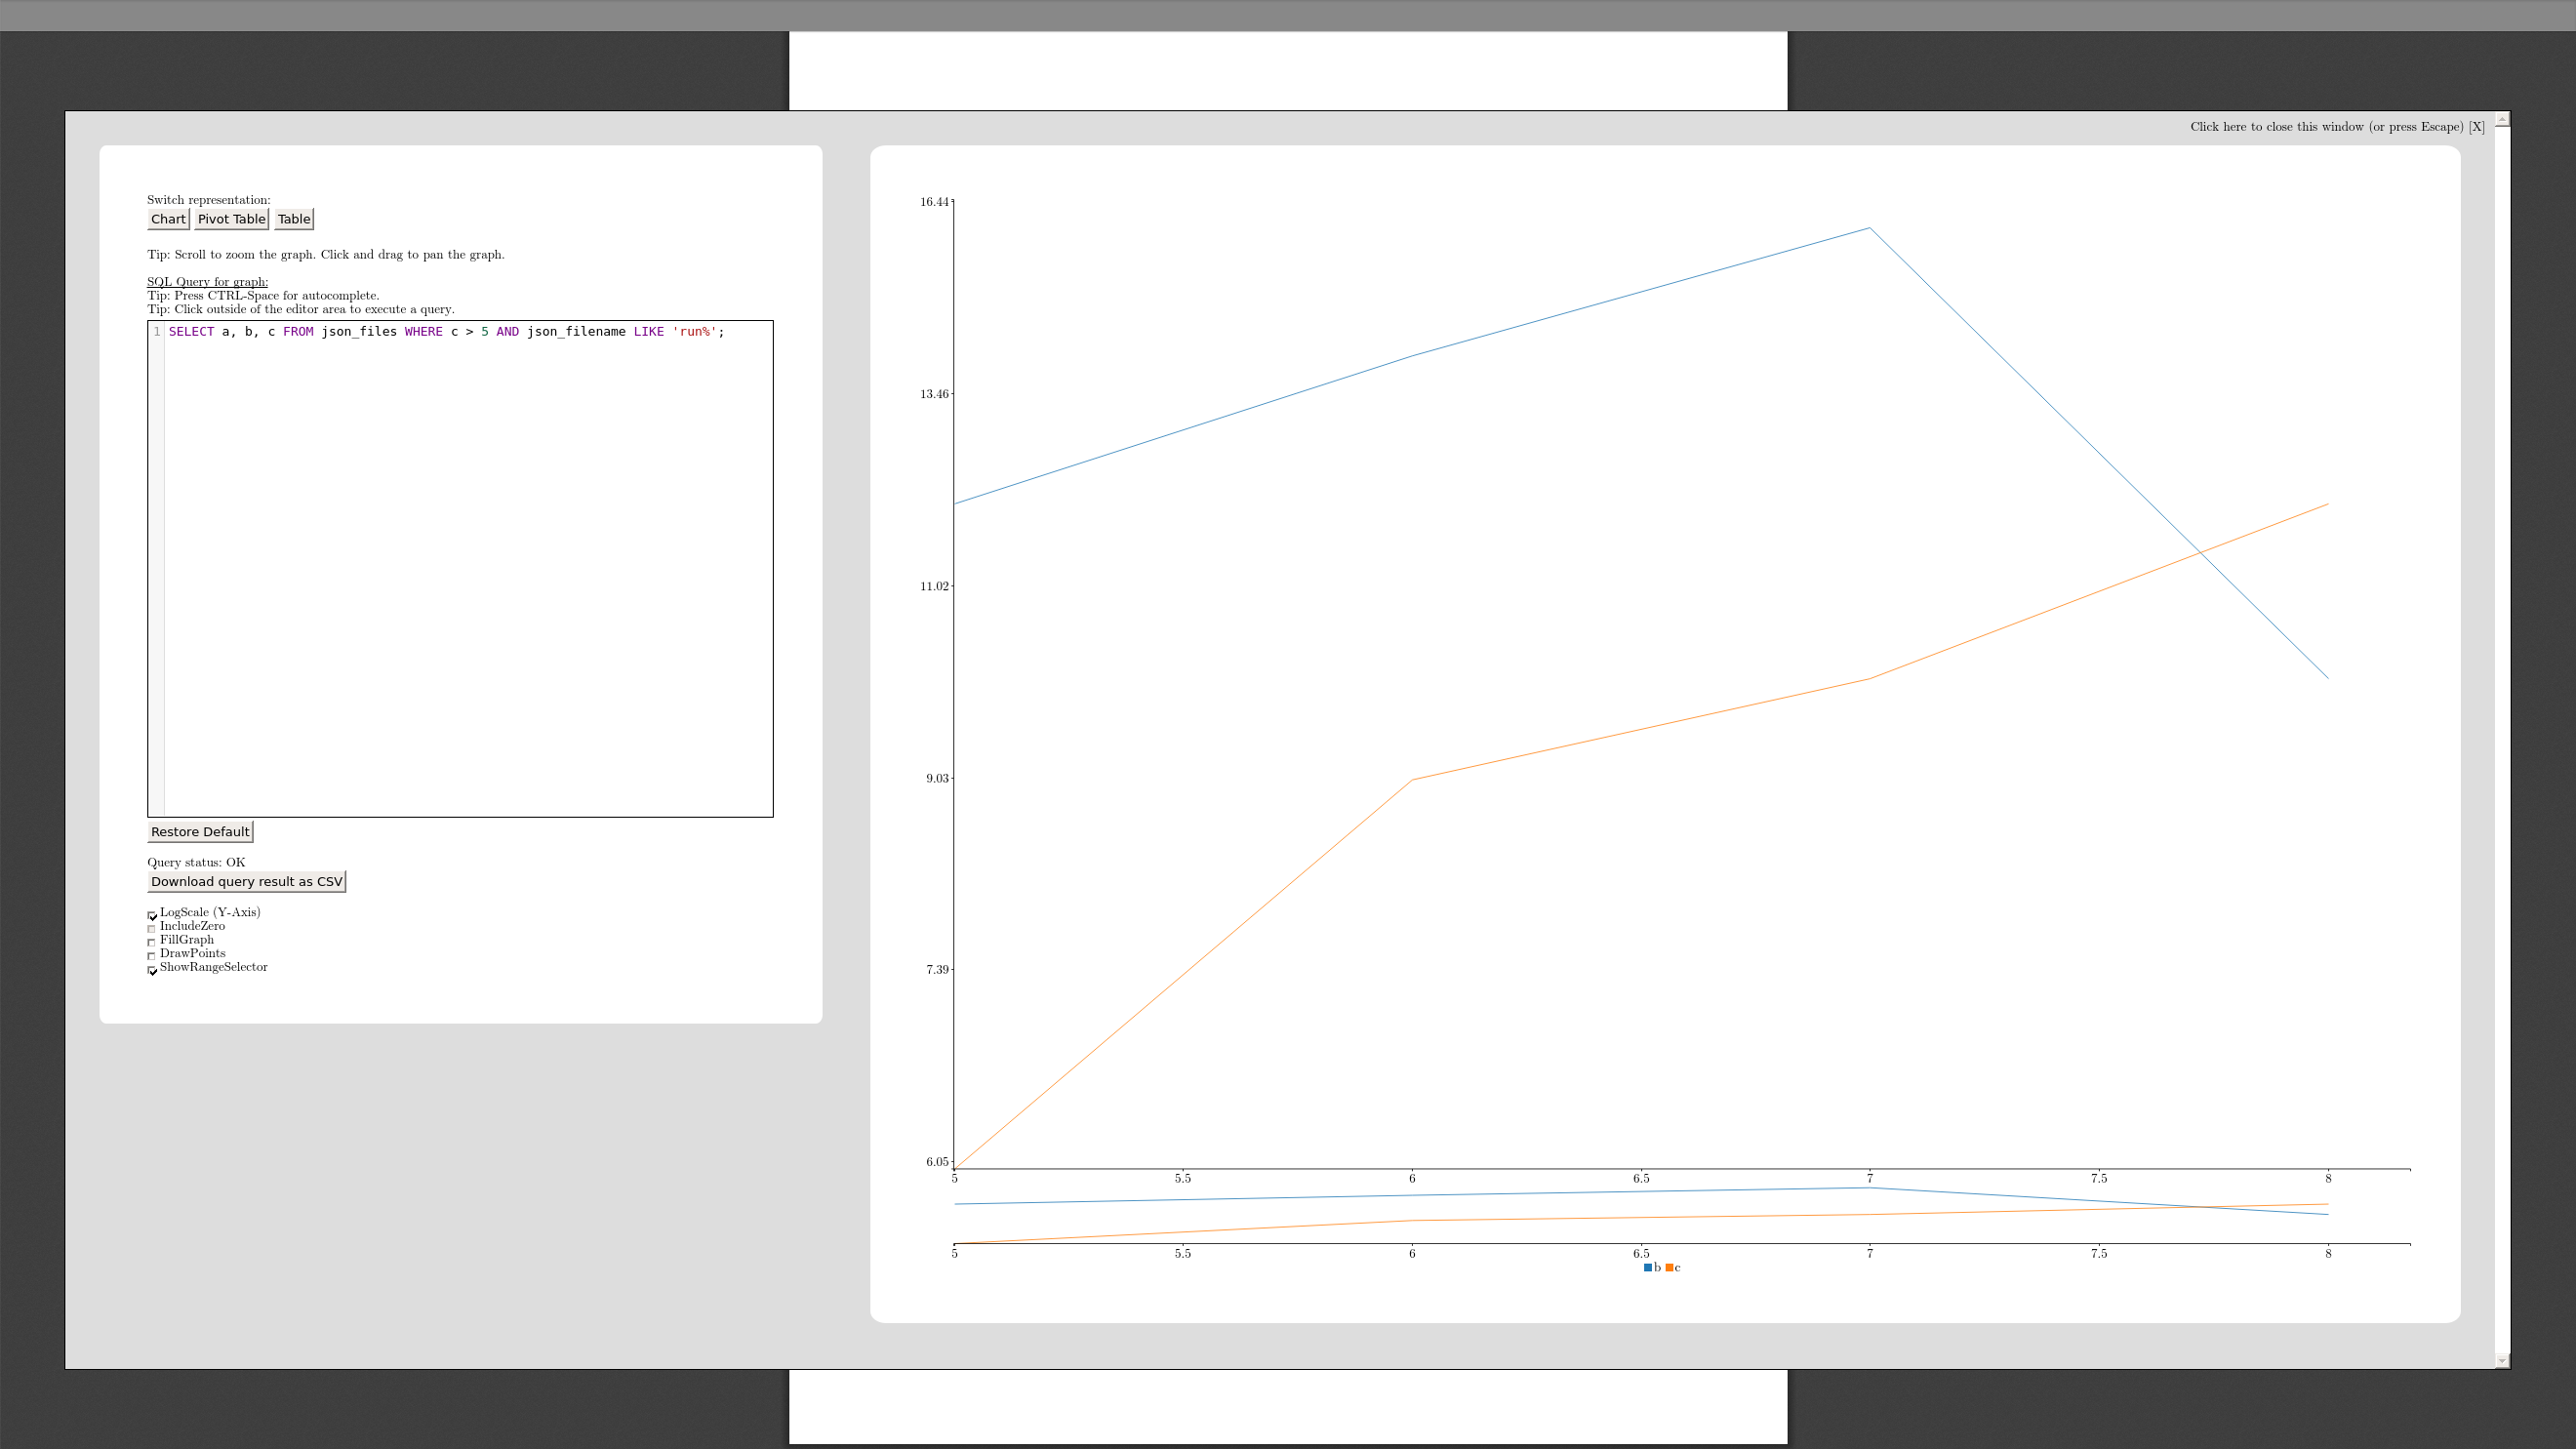 Click here to close this window (or press Escape) [X]
Switch representation:
Chart Pivot Table Table
Tip: Scroll to zoom the graph. Click and drag to pan the graph.
SQL Query for graph:
Tip: Press CTRL-Space for autocomplete.
Tip: Click outside of the editor area to execute a query.
1 SELECT a, b, c FROM json_files WHERE c > 5 AND json_filename LIKE 'run%';
Restore Default
Query status: OK
Download query result as CSV
LogScale (Y-Axis)
IncludeZero
FillGraph
DrawPoints
ShowRangeSelector
16.44
13.46
11.02
9.03
7.39
6.05
5 5.5 6 6.5 7 7.5 8
5 5.5 6 6.5 7 7.5 8
b c